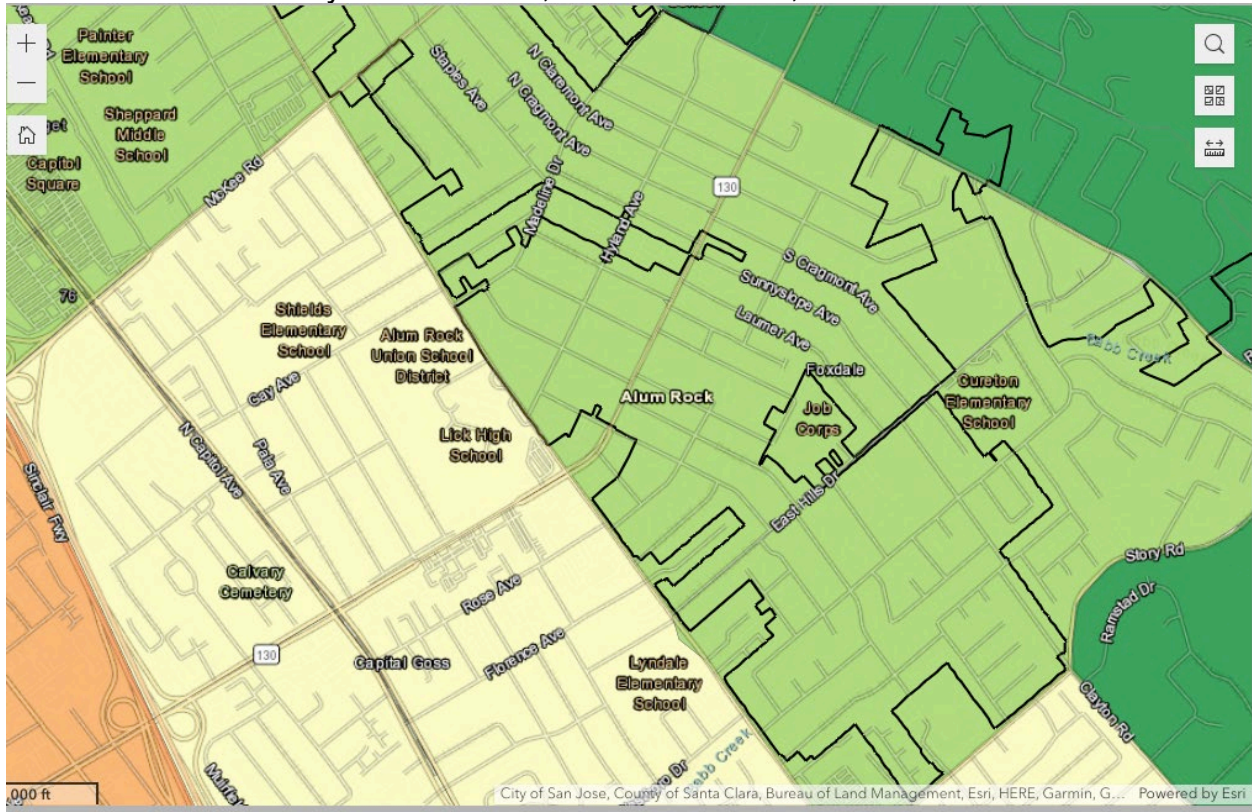 Painter
Elementary
School
Sheppard
Middle
School
Capitol
Square
McKee Rd
Staples Ave
N Claremont Ave
N Cragmont Ave
Madeline Dr
Hyland Ave
130
S Cragmont Ave
Sunnyslope Ave
Laumer Ave
Foxdale
Babb Creek
76
Shields
Elementary
School
Alum Rock
Union School
District
Gay Ave
Alum Rock
Job
Corps
Cureton
Elementary
School
Lick High
School
N Capitol Ave
Pala Ave
Sinclair Fwy
East Hills Dr
Story Rd
Calvary
Cemetery
Rose Ave
Ramstad Dr
130
Capital Goss
Florence Ave
Lyndale
Elementary
School
Clayton Rd
Babb Creek
,000 ft
City of San Jose, County of Santa Clara, Bureau of Land Management, Esri, HERE, Garmin, G... Powered by Esri